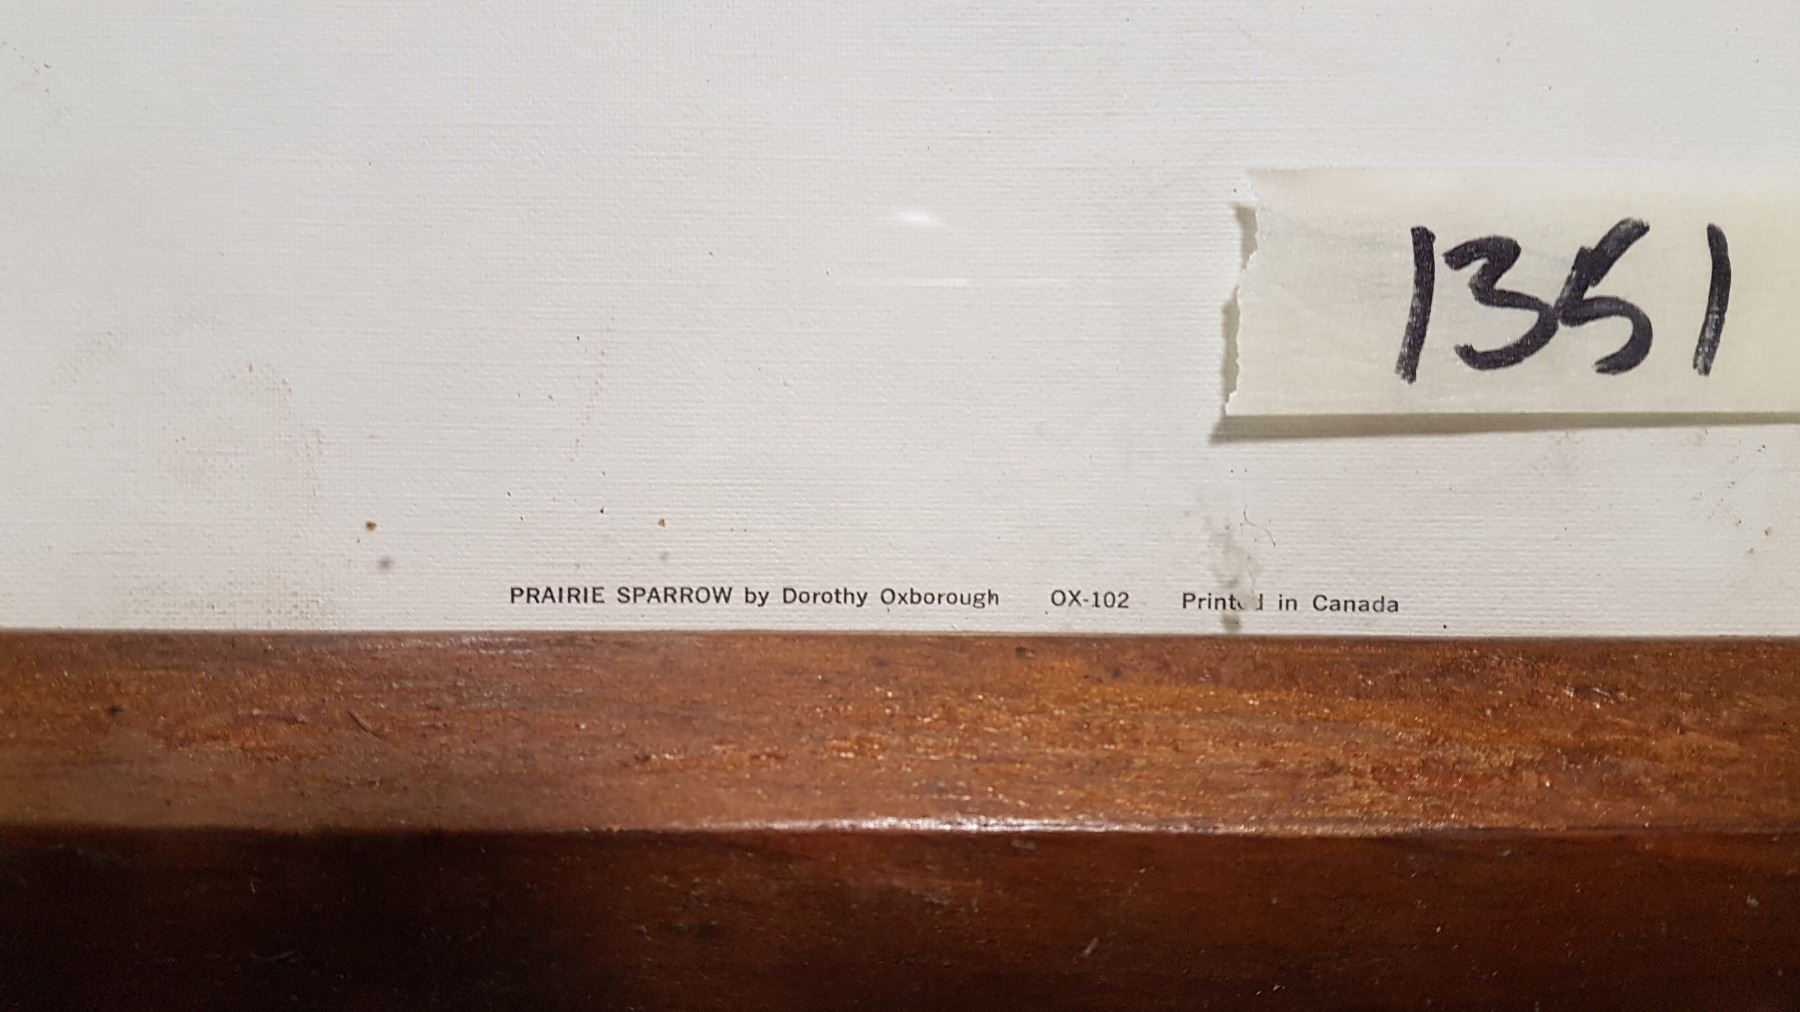 1351
PRAIRIE SPARROW by Dorothy Oxborough OX-102 Printed in Canada